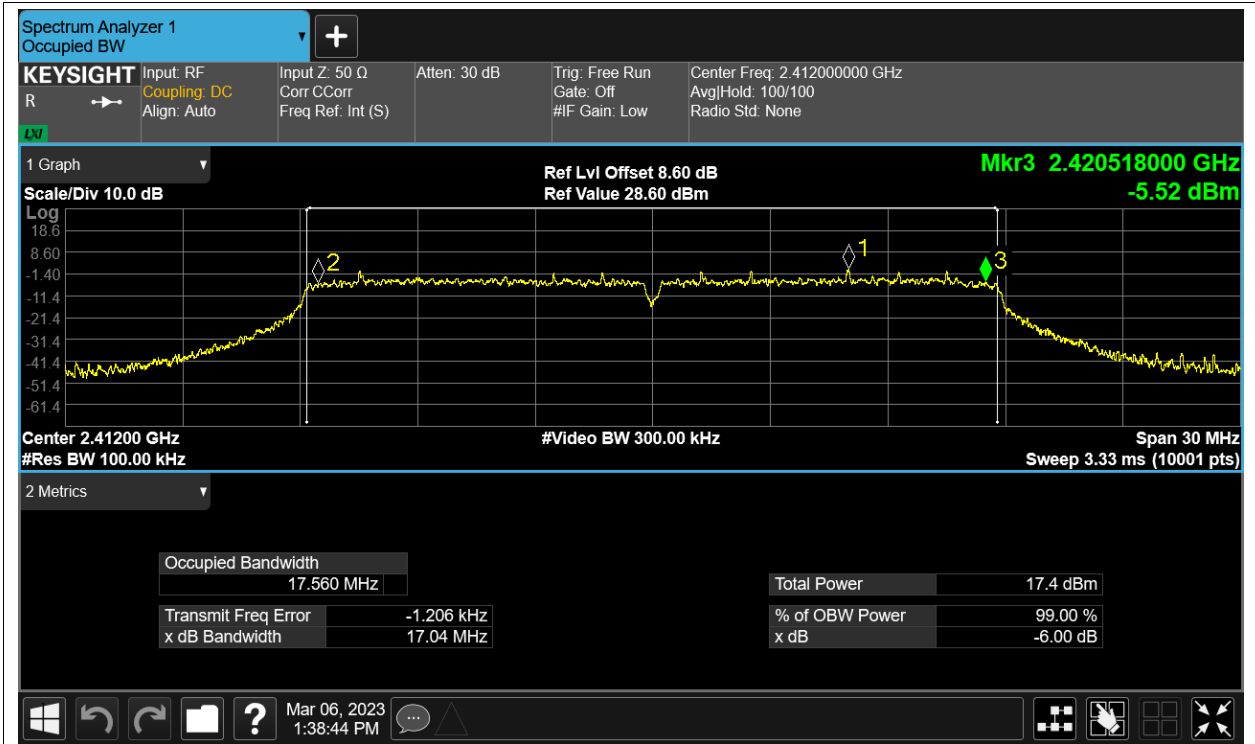 Spectrum Analyzer 1
Occupied BW
KEYSIGHT
R
LXI
Input: RF
Coupling: DC
Align: Auto
Input Z: 50 Ω
Corr CCorr
Freq Ref: Int (S)
Atten: 30 dB
Trig: Free Run
Gate: Off
#IF Gain: Low
Center Freq: 2.412000000 GHz
Avg|Hold: 100/100
Radio Std: None
1 Graph
Scale/Div 10.0 dB
Ref Lvl Offset 8.60 dB
Ref Value 28.60 dBm
Mkr3 2.420518000 GHz
-5.52 dBm
Log
18.6
8.60
-1.40
-11.4
-21.4
-31.4
-41.4
-51.4
-61.4
2
1
3
Center 2.41200 GHz
#Video BW 300.00 kHz
Span 30 MHz
#Res BW 100.00 kHz
Sweep 3.33 ms (10001 pts)
2 Metrics
Occupied Bandwidth
17.560 MHz
Transmit Freq Error -1.206 kHz
x dB Bandwidth 17.04 MHz
Total Power 17.4 dBm
% of OBW Power 99.00 %
x dB -6.00 dB
?
Mar 06, 2023
1:38:44 PM